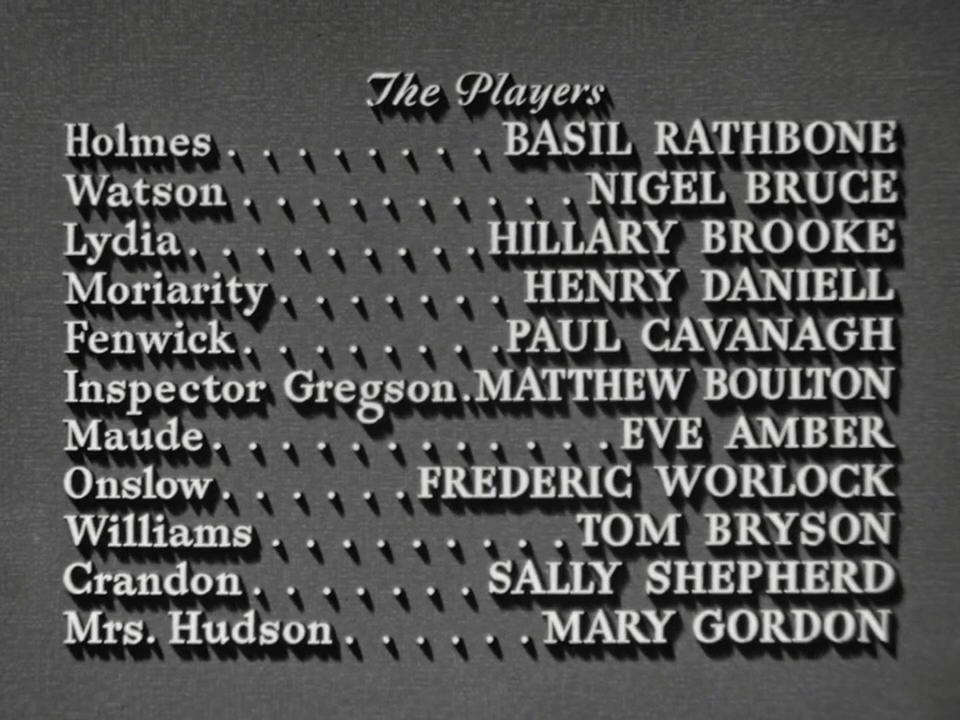 The Players
Holmes . . . . . . . . BASIL RATHBONE
Watson . . . . . . . . . . NIGEL BRUCE
Lydia . . . . . . . . . HILLARY BROOKE
Moriarity . . . . . . . HENRY DANIELL
Fenwick . . . . . . . . PAUL CAVANAGH
Inspector Gregson . MATTHEW BOULTON
Maude . . . . . . . . . . . . EVE AMBER
Onslow . . . . . . FREDERIC WORLOCK
Williams . . . . . . . . . TOM BRYSON
Crandon . . . . . . . SALLY SHEPHERD
Mrs. Hudson . . . . . . MARY GORDON